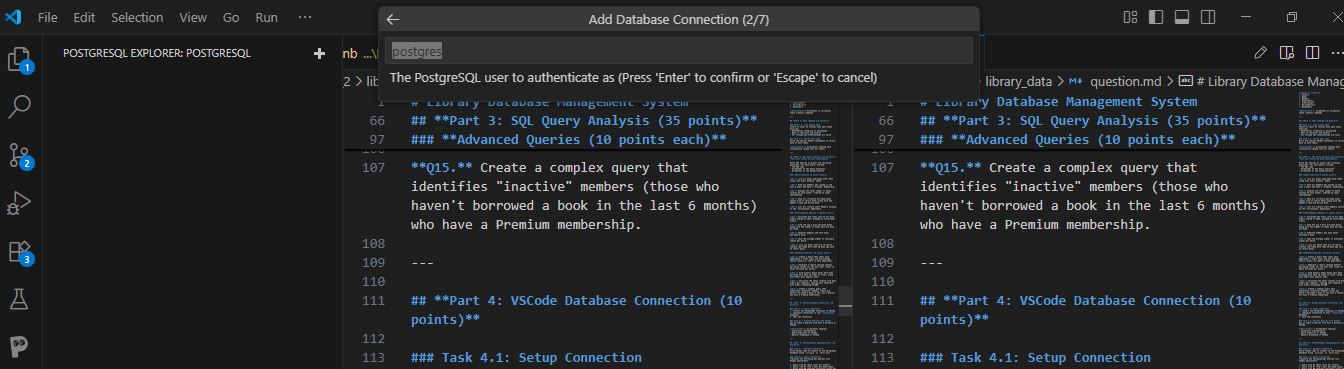 File Edit Selection View Go Run ···
Add Database Connection (2/7)
postgres
The PostgreSQL user to authenticate as (Press 'Enter' to confirm or 'Escape' to cancel)
POSTGRESQL EXPLORER: POSTGRESQL
+
1
2
3
nb ...\
2 lib
library_data > question.md > # Library Database Manag
1 # Library Database Management System
66 ## **Part 3: SQL Query Analysis (35 points)**
97 ### **Advanced Queries (10 points each)**
107 **Q15.** Create a complex query that
identifies "inactive" members (those who
haven't borrowed a book in the last 6 months)
who have a Premium membership.
108
109 ---
110
111 ## **Part 4: VSCode Database Connection (10
points)**
112
113 ### Task 4.1: Setup Connection
1 # Library Database Management System
66 ## **Part 3: SQL Query Analysis (35 points)**
97 ### **Advanced Queries (10 points each)**
107 **Q15.** Create a complex query that
identifies "inactive" members (those who
haven't borrowed a book in the last 6 months)
who have a Premium membership.
108
109 ---
110
111 ## **Part 4: VSCode Database Connection (10
points)**
112
113 ### Task 4.1: Setup Connection